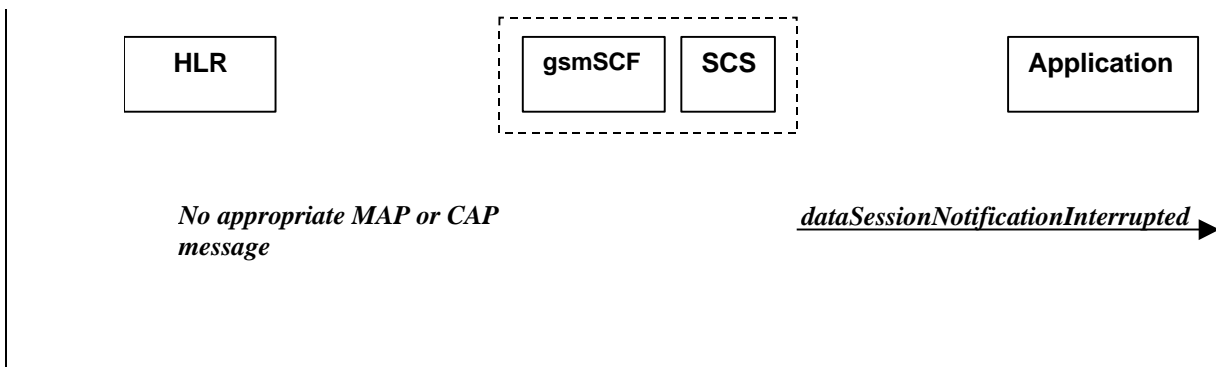 HLR
gsmSCF
SCS
Application
No appropriate MAP or CAP
message
dataSessionNotificationInterrupted